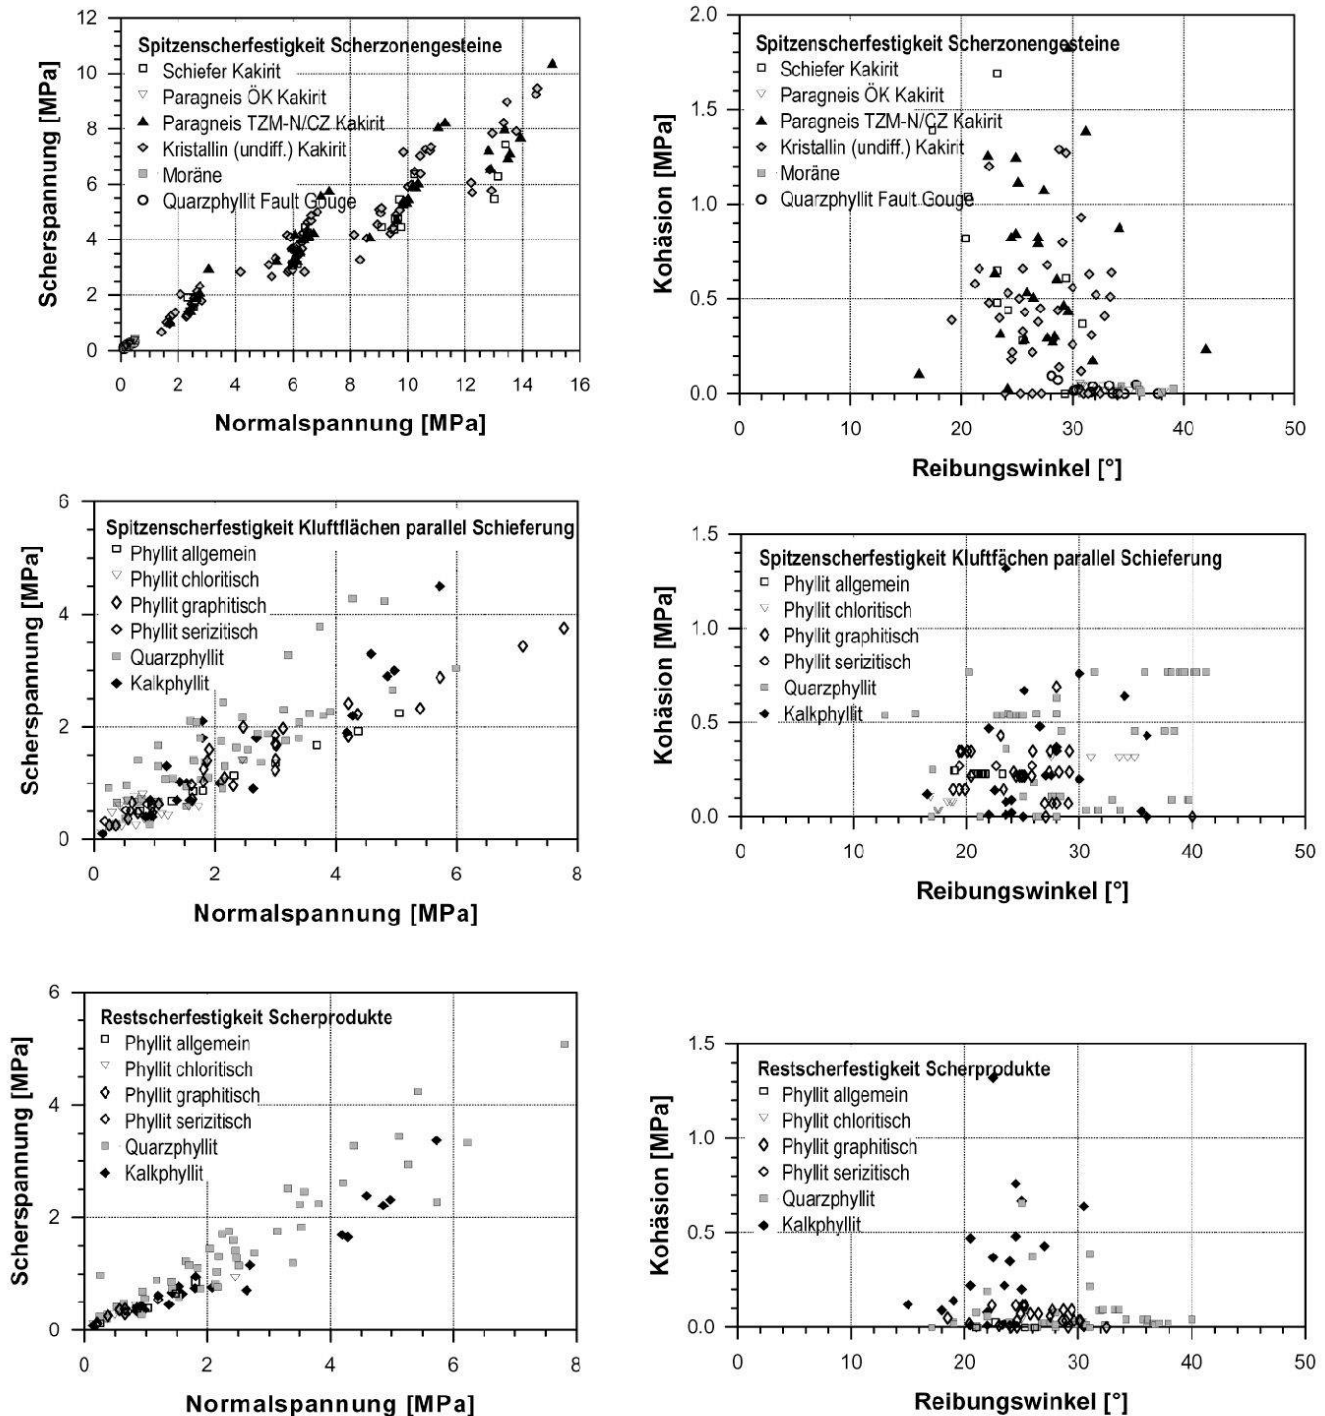 12
10
8
6
4
2
0
Scherspannung [MPa]
Spitzenscherfestigkeit Scherzonengesteine
Schiefer Kakirit
Paragneis ÖK Kakirit
Paragneis TZM-N/CZ Kakirit
Kristallin (undiff.) Kakirit
Moräne
Quarzphyllit Fault Gouge
0 2 4 6 8 10 12 14 16
Normalspannung [MPa]
2.0
1.5
1.0
0.5
0.0
Kohäsion [MPa]
Spitzenscherfestigkeit Scherzonengesteine
Schiefer Kakirit
Paragneis ÖK Kakirit
Paragneis TZM-N/CZ Kakirit
Kristallin (undiff.) Kakirit
Moräne
Quarzphyllit Fault Gouge
0 10 20 30 40 50
Reibungswinkel [°]
6
4
2
0
Scherspannung [MPa]
Spitzenscherfestigkeit Kluftflächen parallel Schieferung
Phyllit allgemein
Phyllit chloritisch
Phyllit graphitisch
Phyllit serizitisch
Quarzphyllit
Kalkphyllit
0 2 4 6 8
Normalspannung [MPa]
1.5
1.0
0.5
0.0
Kohäsion [MPa]
Spitzenscherfestigkeit Kluftfächen parallel Schieferung
Phyllit allgemein
Phyllit chloritisch
Phyllit graphitisch
Phyllit serizitisch
Quarzphyllit
Kalkphyllit
0 10 20 30 40 50
Reibungswinkel [°]
6
4
2
0
Scherspannung [MPa]
Restscherfestigkeit Scherprodukte
Phyllit allgemein
Phyllit chloritisch
Phyllit graphitisch
Phyllit serizitisch
Quarzphyllit
Kalkphyllit
0 2 4 6 8
Normalspannung [MPa]
1.5
1.0
0.5
0.0
Kohäsion [MPa]
Restscherfestigkeit Scherprodukte
Phyllit allgemein
Phyllit chloritisch
Phyllit graphitisch
Phyllit serizitisch
Quarzphyllit
Kalkphyllit
0 10 20 30 40 50
Reibungswinkel [°]